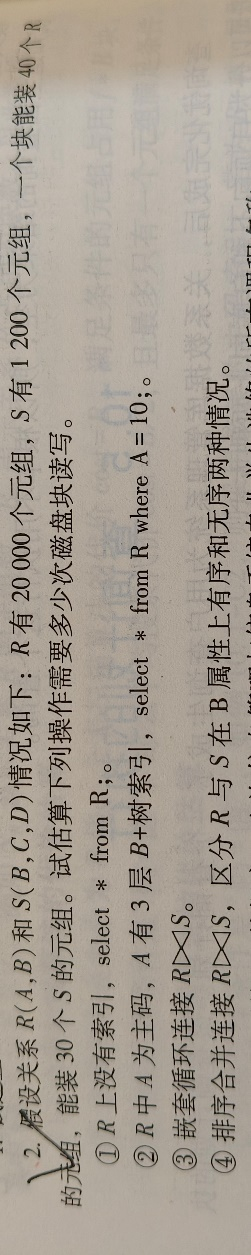 2. 假设关系 R(A,B)和 S(B,C,D)情况如下：R 有 20 000 个元组，S 有 1 200 个元组，一个块能装 40 个 R
的元组，能装 30 个 S 的元组。试估算下列操作需要多少次磁盘块读写。
① R 上没有索引，select * from R;。
② R 中 A 为主码，A 有 3 层 B+树索引，select * from R where A=10;。
③ 嵌套循环连接 R⋈S。
④ 排序合并连接 R⋈S，区分 R 与 S 在 B 属性上有序和无序两种情况。